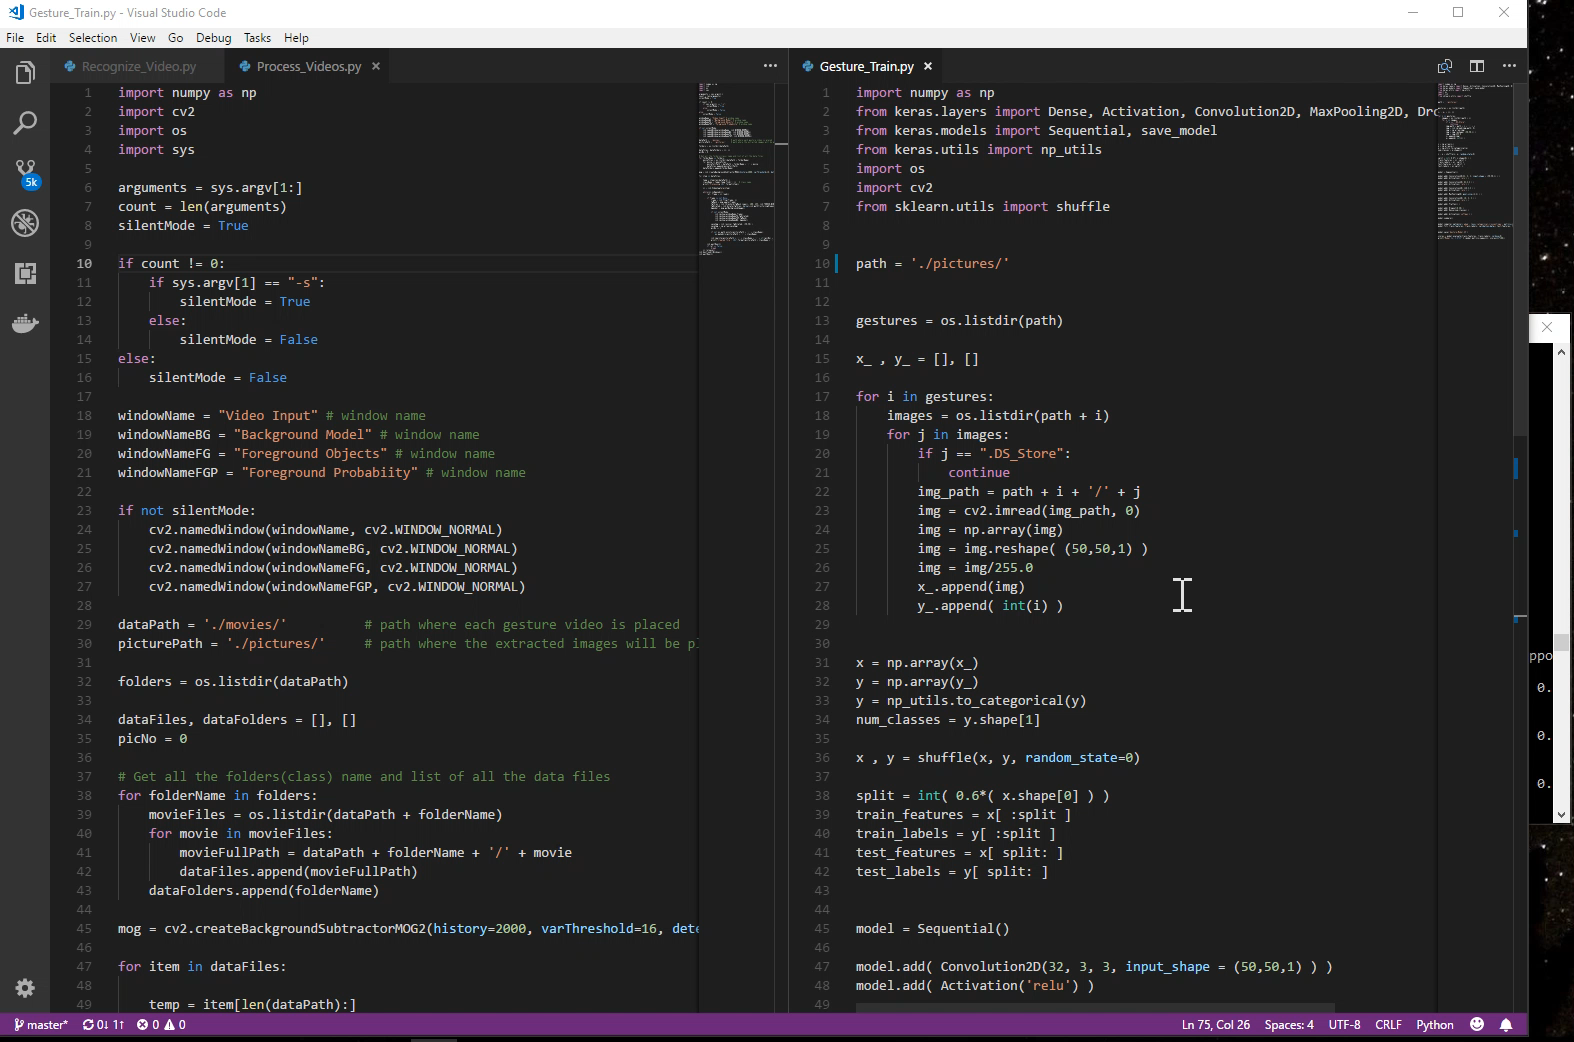 Gesture_Train.py - Visual Studio Code
File Edit Selection View Go Debug Tasks Help
Recognize_Video.py Process_Videos.py
1 import numpy as np
2 import cv2
3 import os
4 import sys
5
6 arguments = sys.argv[1:]
7 count = len(arguments)
8 silentMode = True
9
10 if count != 0:
11 if sys.argv[1] == "-s":
12 silentMode = True
13 else:
14 silentMode = False
15 else:
16 silentMode = False
17
18 windowName = "Video Input" # window name
19 windowNameBG = "Background Model" # window name
20 windowNameFG = "Foreground Objects" # window name
21 windowNameFGP = "Foreground Probabiity" # window name
22
23 if not silentMode:
24 cv2.namedWindow(windowName, cv2.WINDOW_NORMAL)
25 cv2.namedWindow(windowNameBG, cv2.WINDOW_NORMAL)
26 cv2.namedWindow(windowNameFG, cv2.WINDOW_NORMAL)
27 cv2.namedWindow(windowNameFGP, cv2.WINDOW_NORMAL)
28
29 dataPath = './movies/' # path where each gesture video is placed
30 picturePath = './pictures/' # path where the extracted images will be pl
31
32 folders = os.listdir(dataPath)
33
34 dataFiles, dataFolders = [], []
35 picNo = 0
36
37 # Get all the folders(class) name and list of all the data files
38 for folderName in folders:
39 movieFiles = os.listdir(dataPath + folderName)
40 for movie in movieFiles:
41 movieFullPath = dataPath + folderName + '/' + movie
42 dataFiles.append(movieFullPath)
43 dataFolders.append(folderName)
44
45 mog = cv2.createBackgroundSubtractorMOG2(history=2000, varThreshold=16, dete
46
47 for item in dataFiles:
48
49 temp = item[len(dataPath):]
Gesture_Train.py
1 import numpy as np
2 from keras.layers import Dense, Activation, Convolution2D, MaxPooling2D, Dro
3 from keras.models import Sequential, save_model
4 from keras.utils import np_utils
5 import os
6 import cv2
7 from sklearn.utils import shuffle
8
9
10 path = './pictures/'
11
12
13 gestures = os.listdir(path)
14
15 x_ , y_ = [], []
16
17 for i in gestures:
18 images = os.listdir(path + i)
19 for j in images:
20 if j == ".DS_Store":
21 continue
22 img_path = path + i + '/' + j
23 img = cv2.imread(img_path, 0)
24 img = np.array(img)
25 img = img.reshape( (50,50,1) )
26 img = img/255.0
27 x_.append(img)
28 y_.append( int(i) )
29
30
31 x = np.array(x_)
32 y = np.array(y_)
33 y = np_utils.to_categorical(y)
34 num_classes = y.shape[1]
35
36 x , y = shuffle(x, y, random_state=0)
37
38 split = int( 0.6*( x.shape[0] ) )
39 train_features = x[ :split ]
40 train_labels = y[ :split ]
41 test_features = x[ split: ]
42 test_labels = y[ split: ]
43
44
45 model = Sequential()
46
47 model.add( Convolution2D(32, 3, 3, input_shape = (50,50,1) ) )
48 model.add( Activation('relu') )
49
5k
ppo
0.
0.
0.
master* 0↓ 1↑ 0 0 Ln 75, Col 26 Spaces: 4 UTF-8 CRLF Python